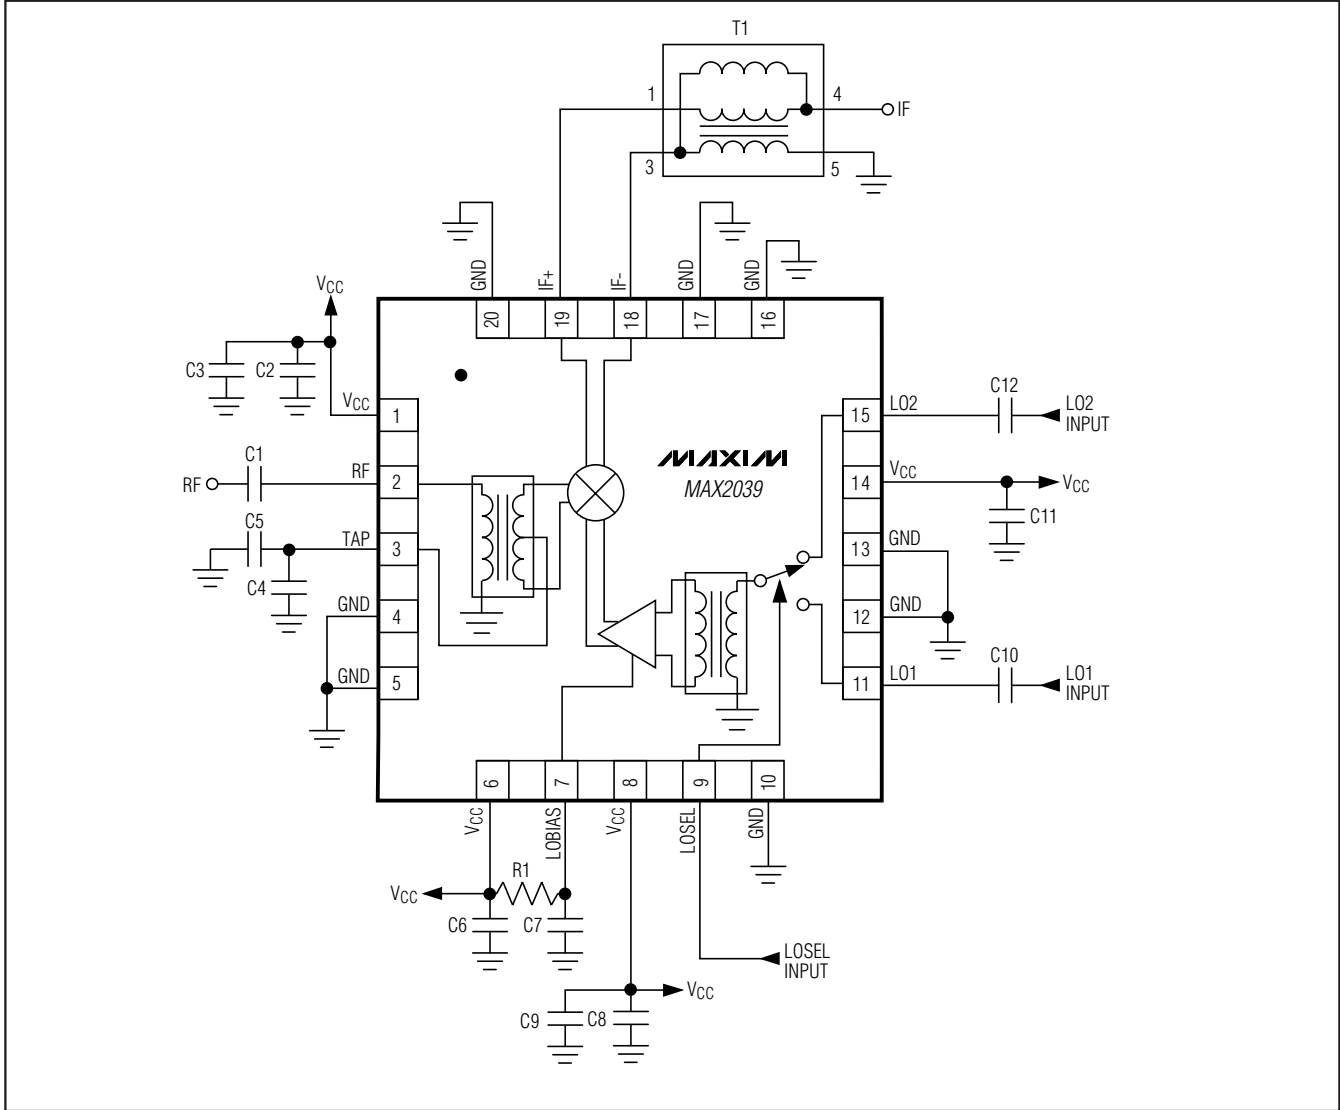 T1
1
4
IF
3
5
GND
IF+
IF-
GND
GND
VCC
20
19
18
17
16
C3
C2
VCC
1
15
LO2
C12
LO2
INPUT
MAXIM
MAX2039
C1
RF
RF
2
14
VCC
VCC
C11
C5
TAP
3
13
GND
C4
GND
4
12
GND
C10
GND
5
11
LO1
LO1
INPUT
6
7
8
9
10
VCC
LOBIAS
VCC
LOSEL
GND
R1
VCC
C6
C7
LOSEL
INPUT
VCC
C9
C8